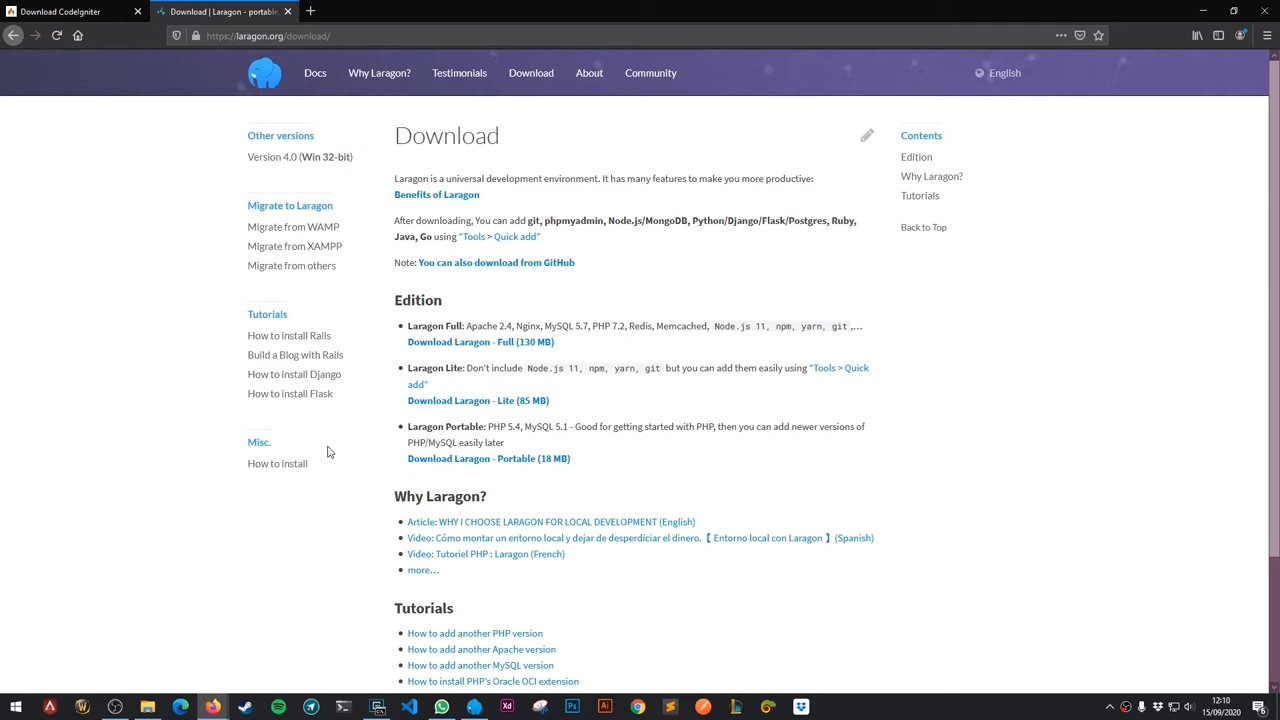 Download CodeIgniter
Download | Laragon - portable,
https://laragon.org/download/
Docs
Why Laragon?
Testimonials
Download
About
Community
English
Other versions
Version 4.0 (Win 32-bit)
Migrate to Laragon
Migrate from WAMP
Migrate from XAMPP
Migrate from others
Tutorials
How to install Rails
Build a Blog with Rails
How to install Django
How to install Flask
Misc.
How to install
Download
Laragon is a universal development environment. It has many features to make you more productive:
Benefits of Laragon
After downloading, You can add git, phpmyadmin, Node.js/MongoDB, Python/Django/Flask/Postgres, Ruby,
Java, Go using "Tools > Quick add"
Note: You can also download from GitHub
Edition
Laragon Full: Apache 2.4, Nginx, MySQL 5.7, PHP 7.2, Redis, Memcached, Node.js 11, npm, yarn, git ,…
Download Laragon - Full (130 MB)
Laragon Lite: Don't include Node.js 11, npm, yarn, git but you can add them easily using "Tools > Quick
add"
Download Laragon - Lite (85 MB)
Laragon Portable: PHP 5.4, MySQL 5.1 - Good for getting started with PHP, then you can add newer versions of
PHP/MySQL easily later
Download Laragon - Portable (18 MB)
Why Laragon?
Article: WHY I CHOOSE LARAGON FOR LOCAL DEVELOPMENT (English)
Video: Cómo montar un entorno local y dejar de desperdiciar el dinero.【 Entorno local con Laragon 】(Spanish)
Video: Tutoriel PHP : Laragon (French)
more…
Tutorials
How to add another PHP version
How to add another Apache version
How to add another MySQL version
How to install PHP's Oracle OCI extension
Contents
Edition
Why Laragon?
Tutorials
Back to Top
12:10
15/09/2020